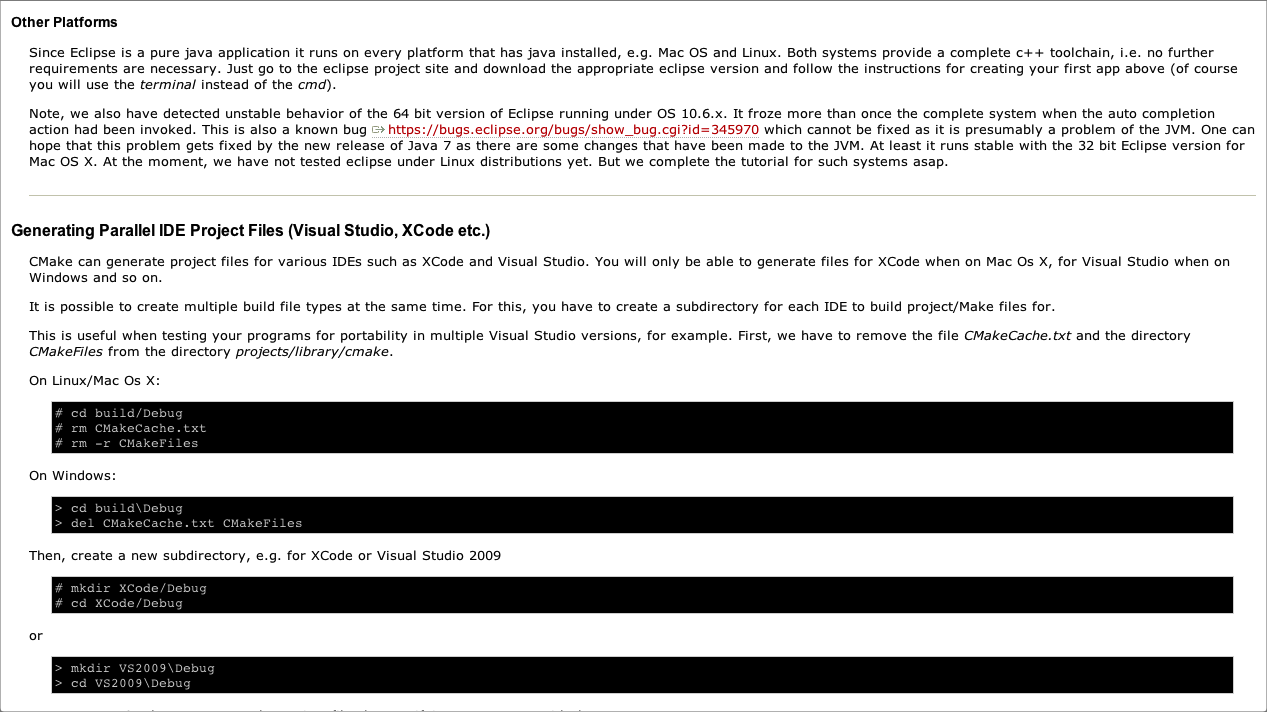 Other Platforms
Since Eclipse is a pure java application it runs on every platform that has java installed, e.g. Mac OS and Linux. Both systems provide a complete c++ toolchain, i.e. no further
requirements are necessary. Just go to the eclipse project site and download the appropriate eclipse version and follow the instructions for creating your first app above (of course
you will use the terminal instead of the cmd).
Note, we also have detected unstable behavior of the 64 bit version of Eclipse running under OS 10.6.x. It froze more than once the complete system when the auto completion
action had been invoked. This is also a known bug https://bugs.eclipse.org/bugs/show_bug.cgi?id=345970 which cannot be fixed as it is presumably a problem of the JVM. One can
hope that this problem gets fixed by the new release of Java 7 as there are some changes that have been made to the JVM. At least it runs stable with the 32 bit Eclipse version for
Mac OS X. At the moment, we have not tested eclipse under Linux distributions yet. But we complete the tutorial for such systems asap.
Generating Parallel IDE Project Files (Visual Studio, XCode etc.)
CMake can generate project files for various IDEs such as XCode and Visual Studio. You will only be able to generate files for XCode when on Mac Os X, for Visual Studio when on
Windows and so on.
It is possible to create multiple build file types at the same time. For this, you have to create a subdirectory for each IDE to build project/Make files for.
This is useful when testing your programs for portability in multiple Visual Studio versions, for example. First, we have to remove the file CMakeCache.txt and the directory
CMakeFiles from the directory projects/library/cmake.
On Linux/Mac Os X:
# cd build/Debug
# rm CMakeCache.txt
# rm -r CMakeFiles
On Windows:
> cd build\Debug
> del CMakeCache.txt CMakeFiles
Then, create a new subdirectory, e.g. for XCode or Visual Studio 2009
# mkdir XCode/Debug
# cd XCode/Debug
or
> mkdir VS2009\Debug
> cd VS2009\Debug